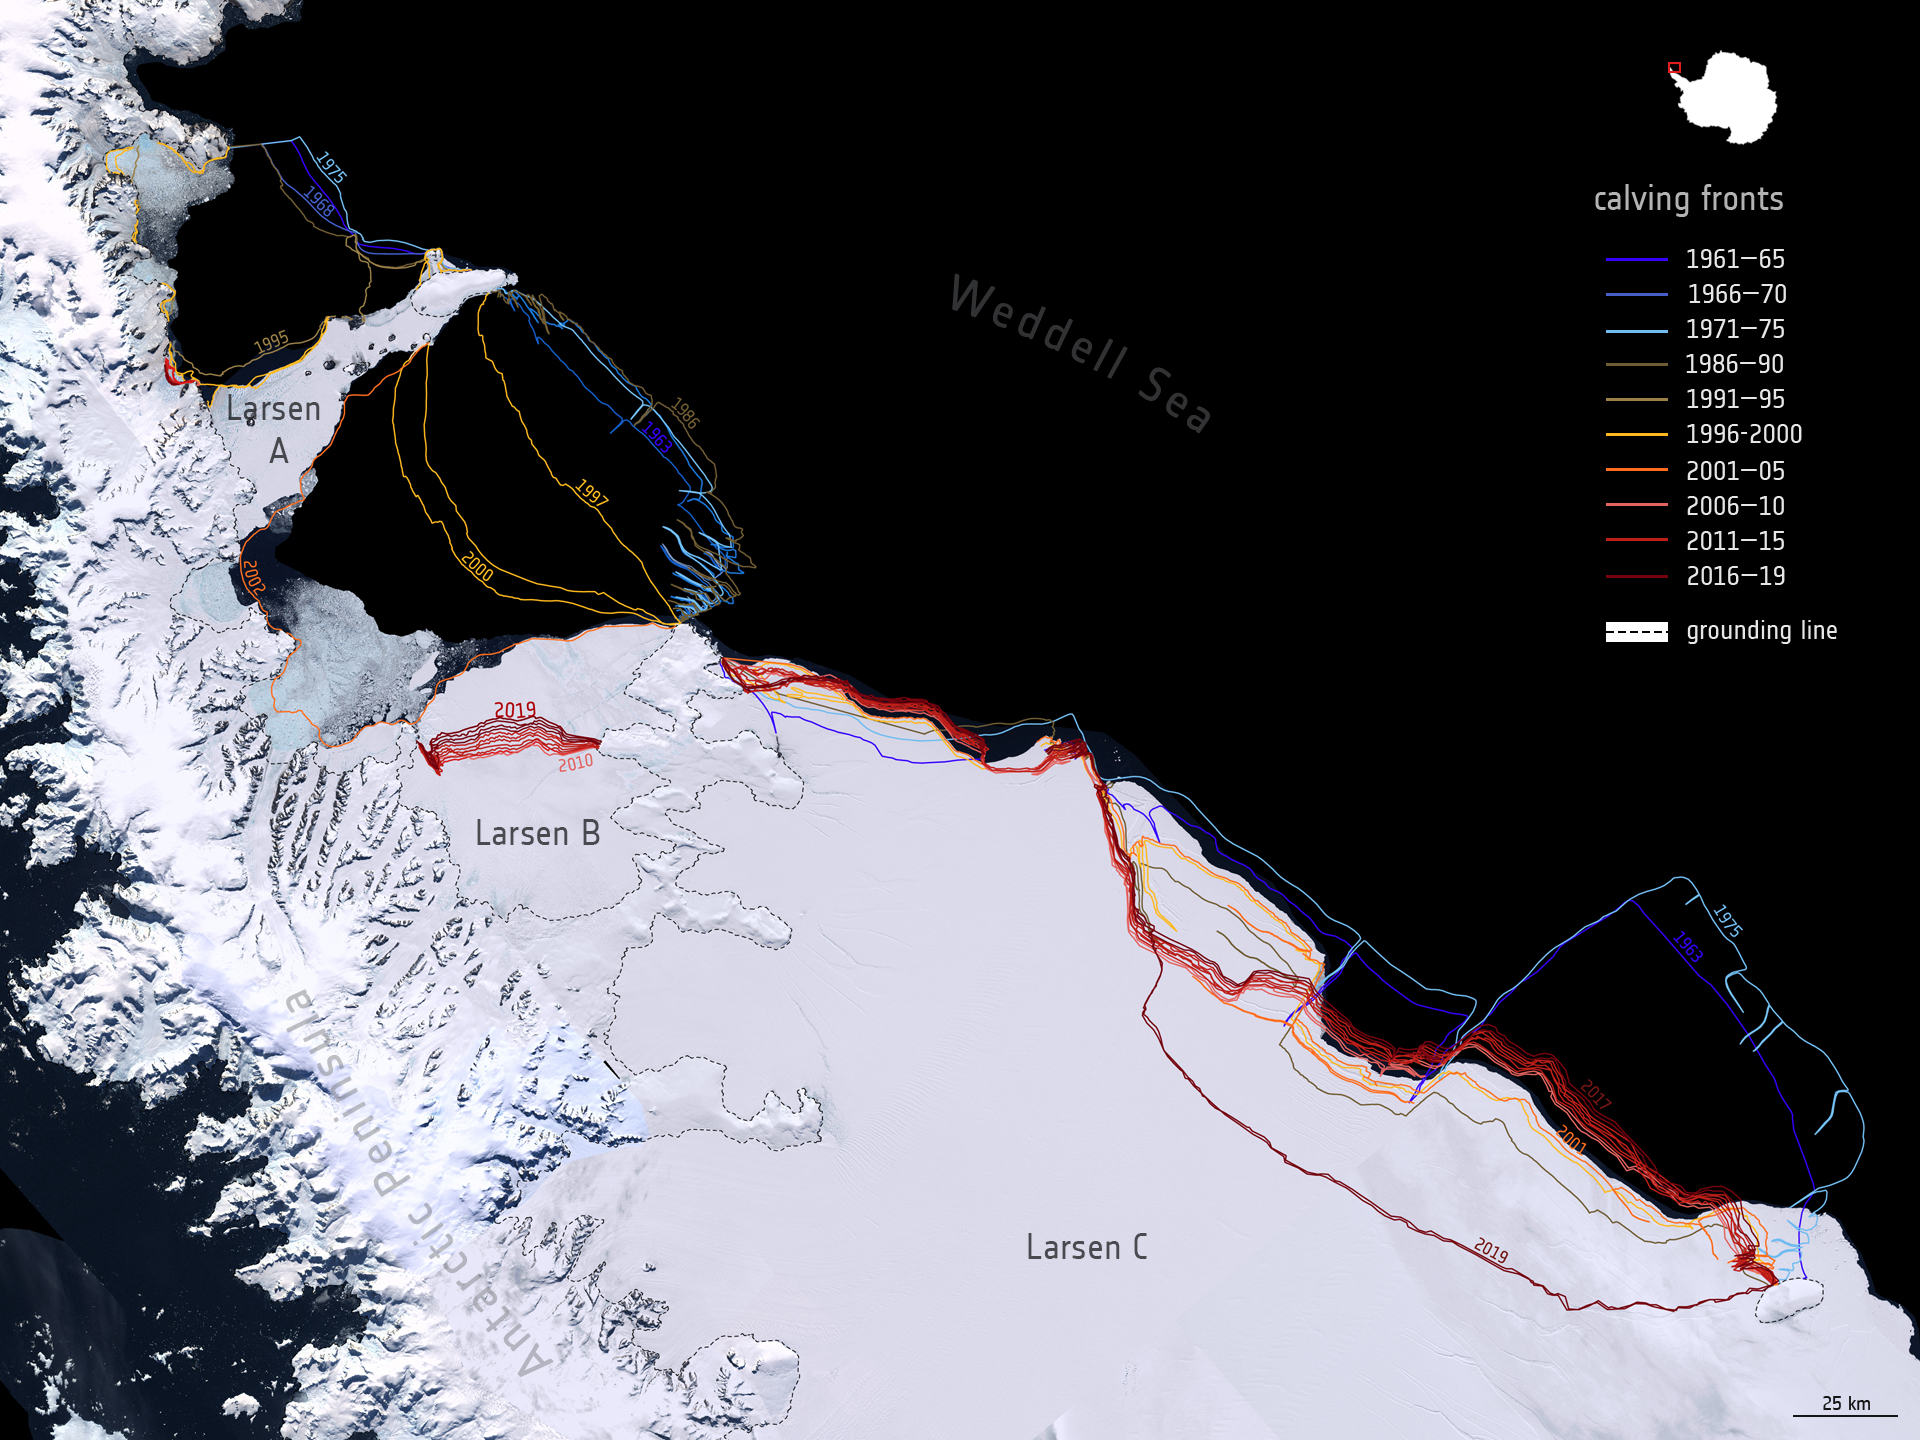 calving fronts
1961—65
1966—70
1971—75
1986—90
1991—95
1996-2000
2001—05
2006—10
2011—15
2016—19
grounding line
1975
1968
1995
Weddell Sea
Larsen
A
1986
1963
1997
2000
2002
2019
2010
Larsen B
1975
1963
Antarctic Peninsula
2017
2001
Larsen C
2019
25 km